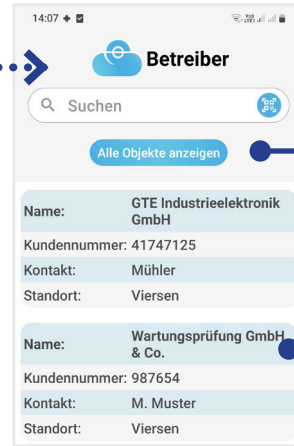 14:07
Betreiber
Suchen
Alle Objekte anzeigen
Name: GTE Industrieelektronik
GmbH
Kundennummer: 41747125
Kontakt: Mühler
Standort: Viersen
Name: Wartungsprüfung GmbH
& Co.
Kundennummer: 987654
Kontakt: M. Muster
Standort: Viersen